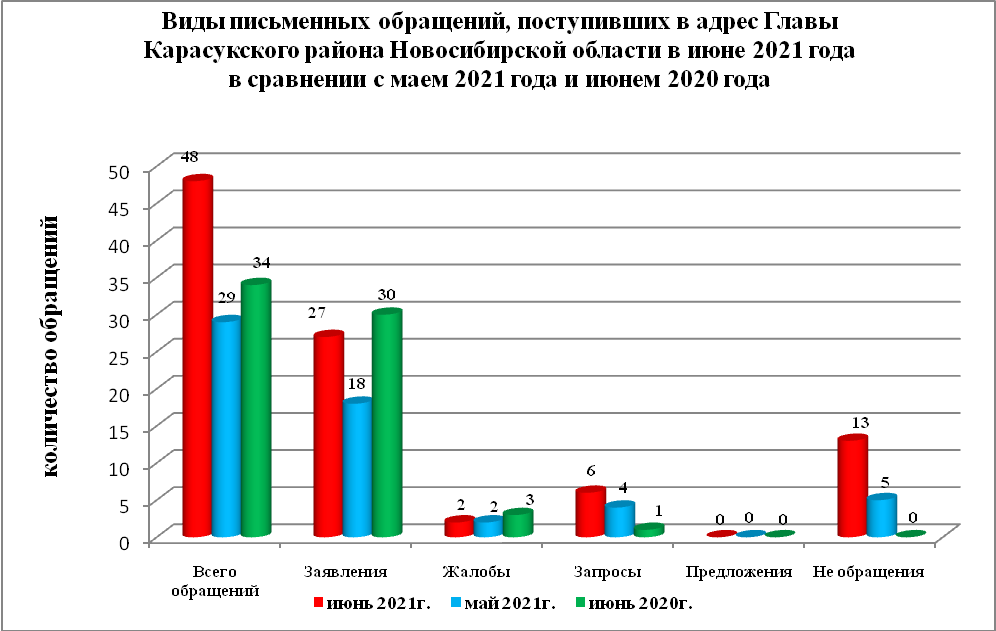 Виды письменных обращений, поступивших в адрес Главы
Карасукского района Новосибирской области в июне 2021 года
в сравнении с маем 2021 года и июнем 2020 года
количество обращений
50
45
40
35
30
25
20
15
10
5
0
48
29
34
27
18
30
2
2
3
6
4
1
0
0
0
13
5
0
Всего
обращений
Заявления
Жалобы
Запросы
Предложения
Не обращения
июнь 2021г.
май 2021г.
июнь 2020г.